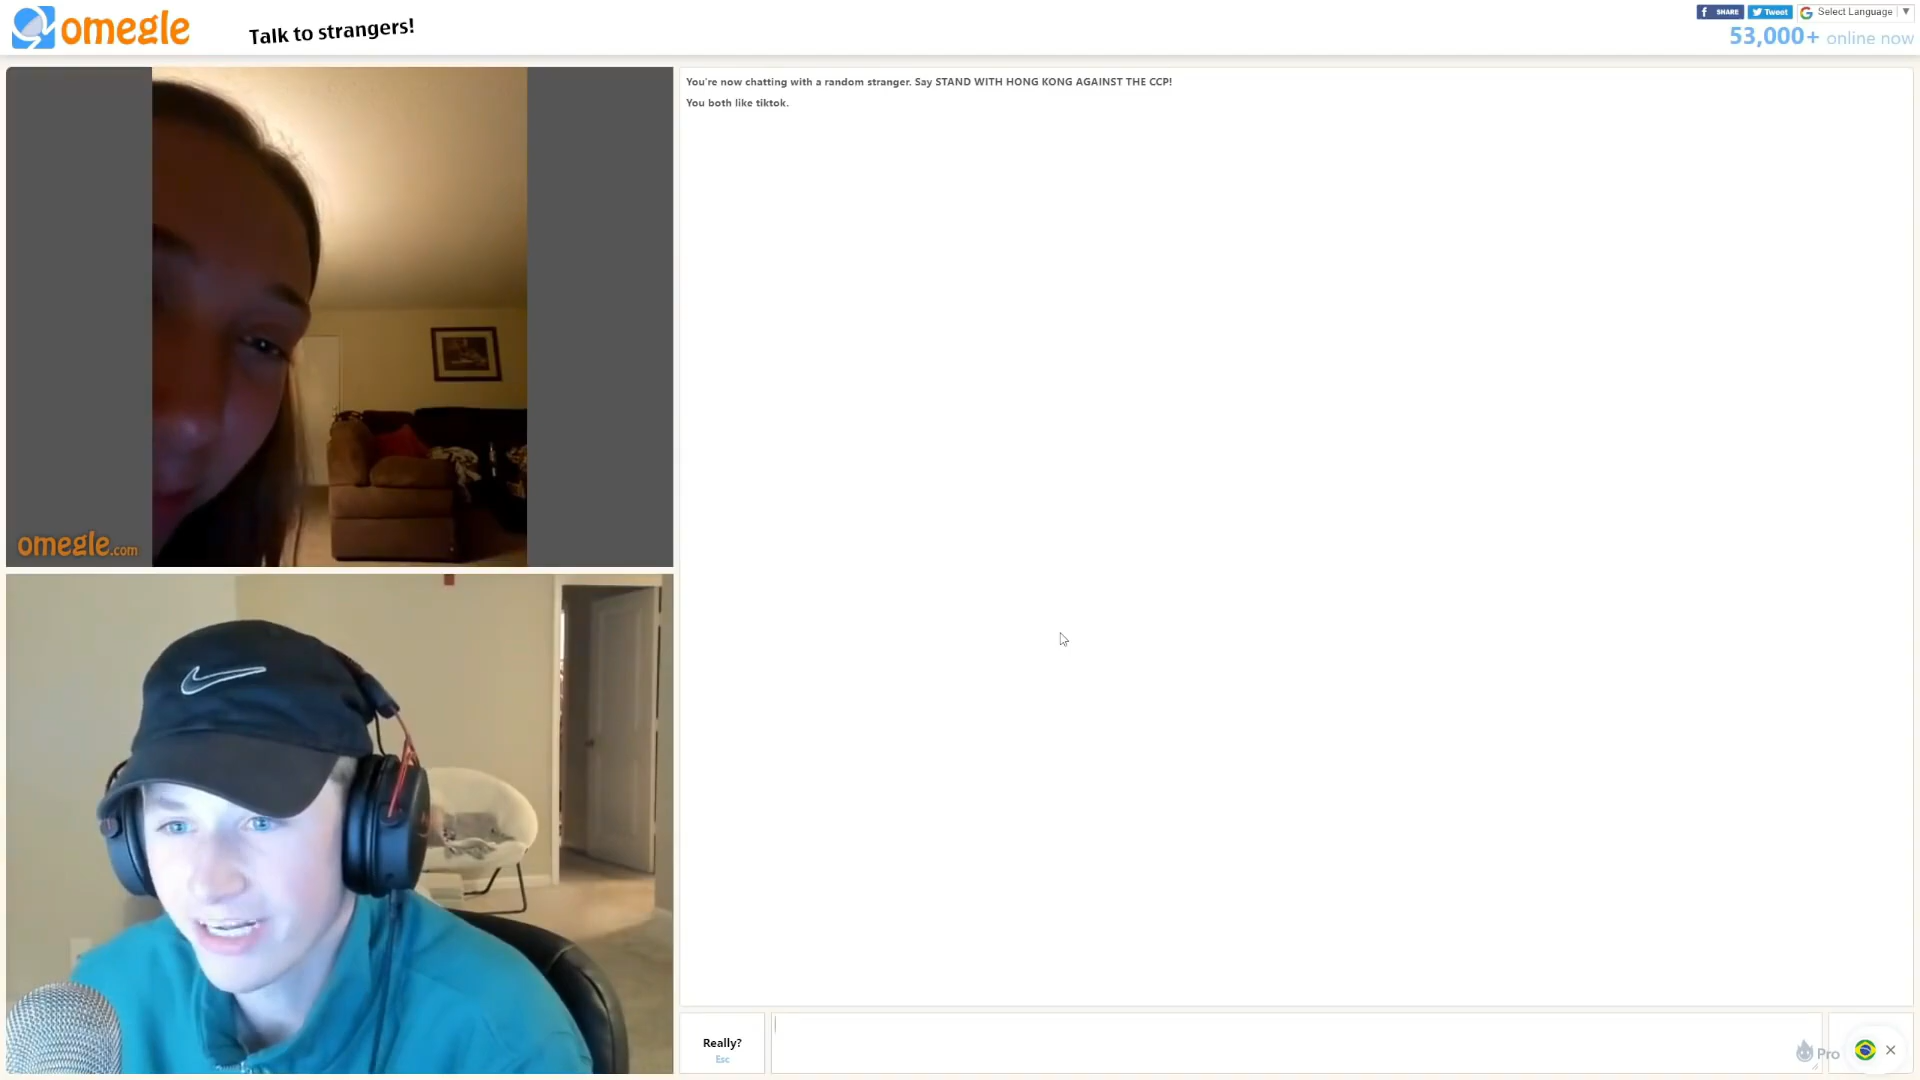 omegle
Talk to strangers!
SHARE
Tweet
Select Language
53,000+ online now
You're now chatting with a random stranger. Say STAND WITH HONG KONG AGAINST THE CCP!
You both like tiktok.
omegle.com
Really?
Esc
Pro